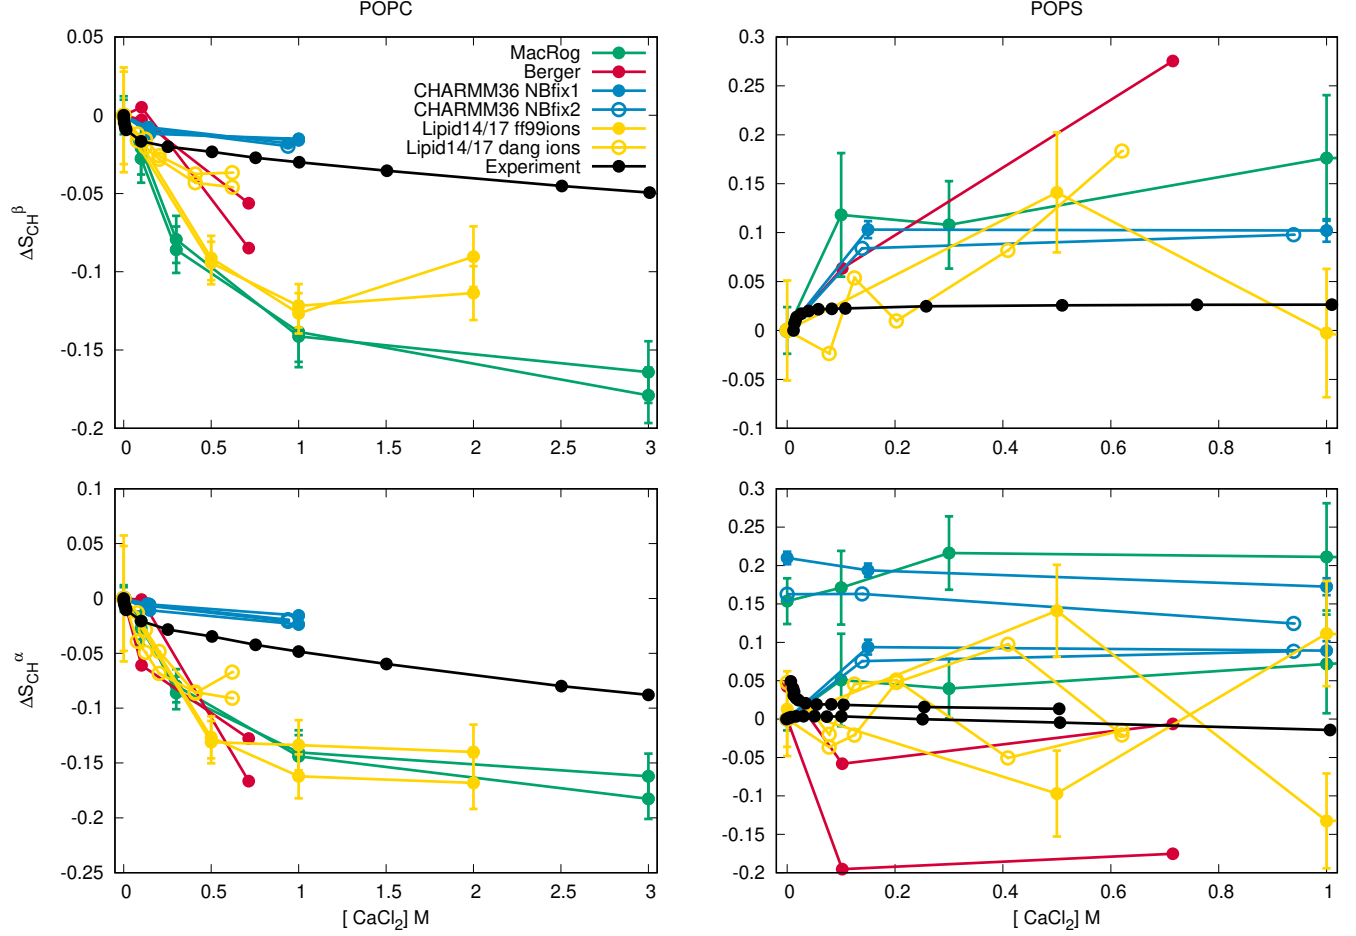 POPC
POPS
0.05
0
-0.05
-0.1
-0.15
-0.2
ΔS_CH^β
MacRog
Berger
CHARMM36 NBfix1
CHARMM36 NBfix2
Lipid14/17 ff99ions
Lipid14/17 dang ions
Experiment
0 0.5 1 1.5 2 2.5 3
0.3
0.25
0.2
0.15
0.1
0.05
0
-0.05
-0.1
0 0.2 0.4 0.6 0.8 1
0.1
0.05
0
-0.05
-0.1
-0.15
-0.2
-0.25
ΔS_CH^α
0 0.5 1 1.5 2 2.5 3
[ CaCl₂] M
0.3
0.25
0.2
0.15
0.1
0.05
0
-0.05
-0.1
-0.15
-0.2
0 0.2 0.4 0.6 0.8 1
[ CaCl₂] M